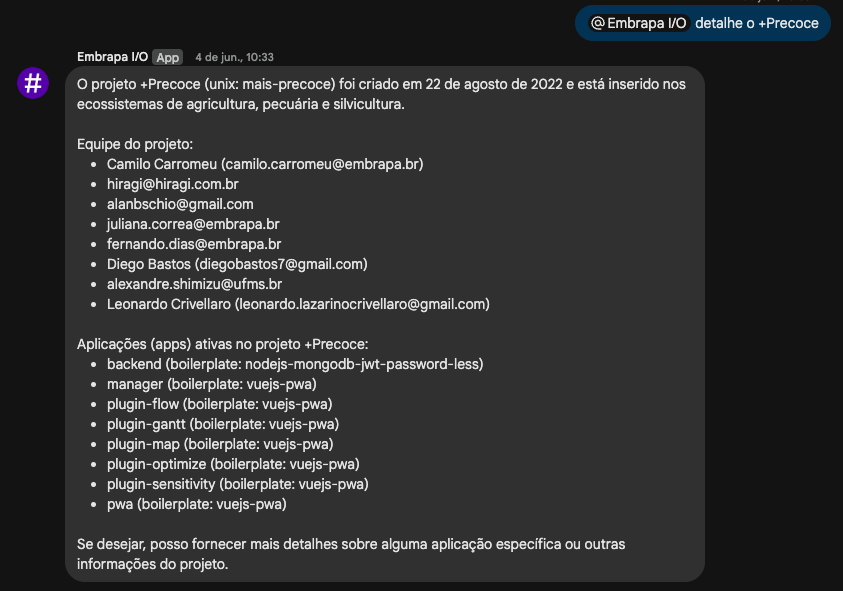 @Embrapa I/O detalhe o +Precoce
Embrapa I/O App 4 de jun., 10:33
#
O projeto +Precoce (unix: mais-precoce) foi criado em 22 de agosto de 2022 e está inserido nos
ecossistemas de agricultura, pecuária e silvicultura.
Equipe do projeto:
• Camilo Carromeu (camilo.carromeu@embrapa.br)
• hiragi@hiragi.com.br
• alanbschio@gmail.com
• juliana.correa@embrapa.br
• fernando.dias@embrapa.br
• Diego Bastos (diegobastos7@gmail.com)
• alexandre.shimizu@ufms.br
• Leonardo Crivellaro (leonardo.lazarinocrivellaro@gmail.com)
Aplicações (apps) ativas no projeto +Precoce:
• backend (boilerplate: nodejs-mongodb-jwt-password-less)
• manager (boilerplate: vuejs-pwa)
• plugin-flow (boilerplate: vuejs-pwa)
• plugin-gantt (boilerplate: vuejs-pwa)
• plugin-map (boilerplate: vuejs-pwa)
• plugin-optimize (boilerplate: vuejs-pwa)
• plugin-sensitivity (boilerplate: vuejs-pwa)
• pwa (boilerplate: vuejs-pwa)
Se desejar, posso fornecer mais detalhes sobre alguma aplicação específica ou outras
informações do projeto.